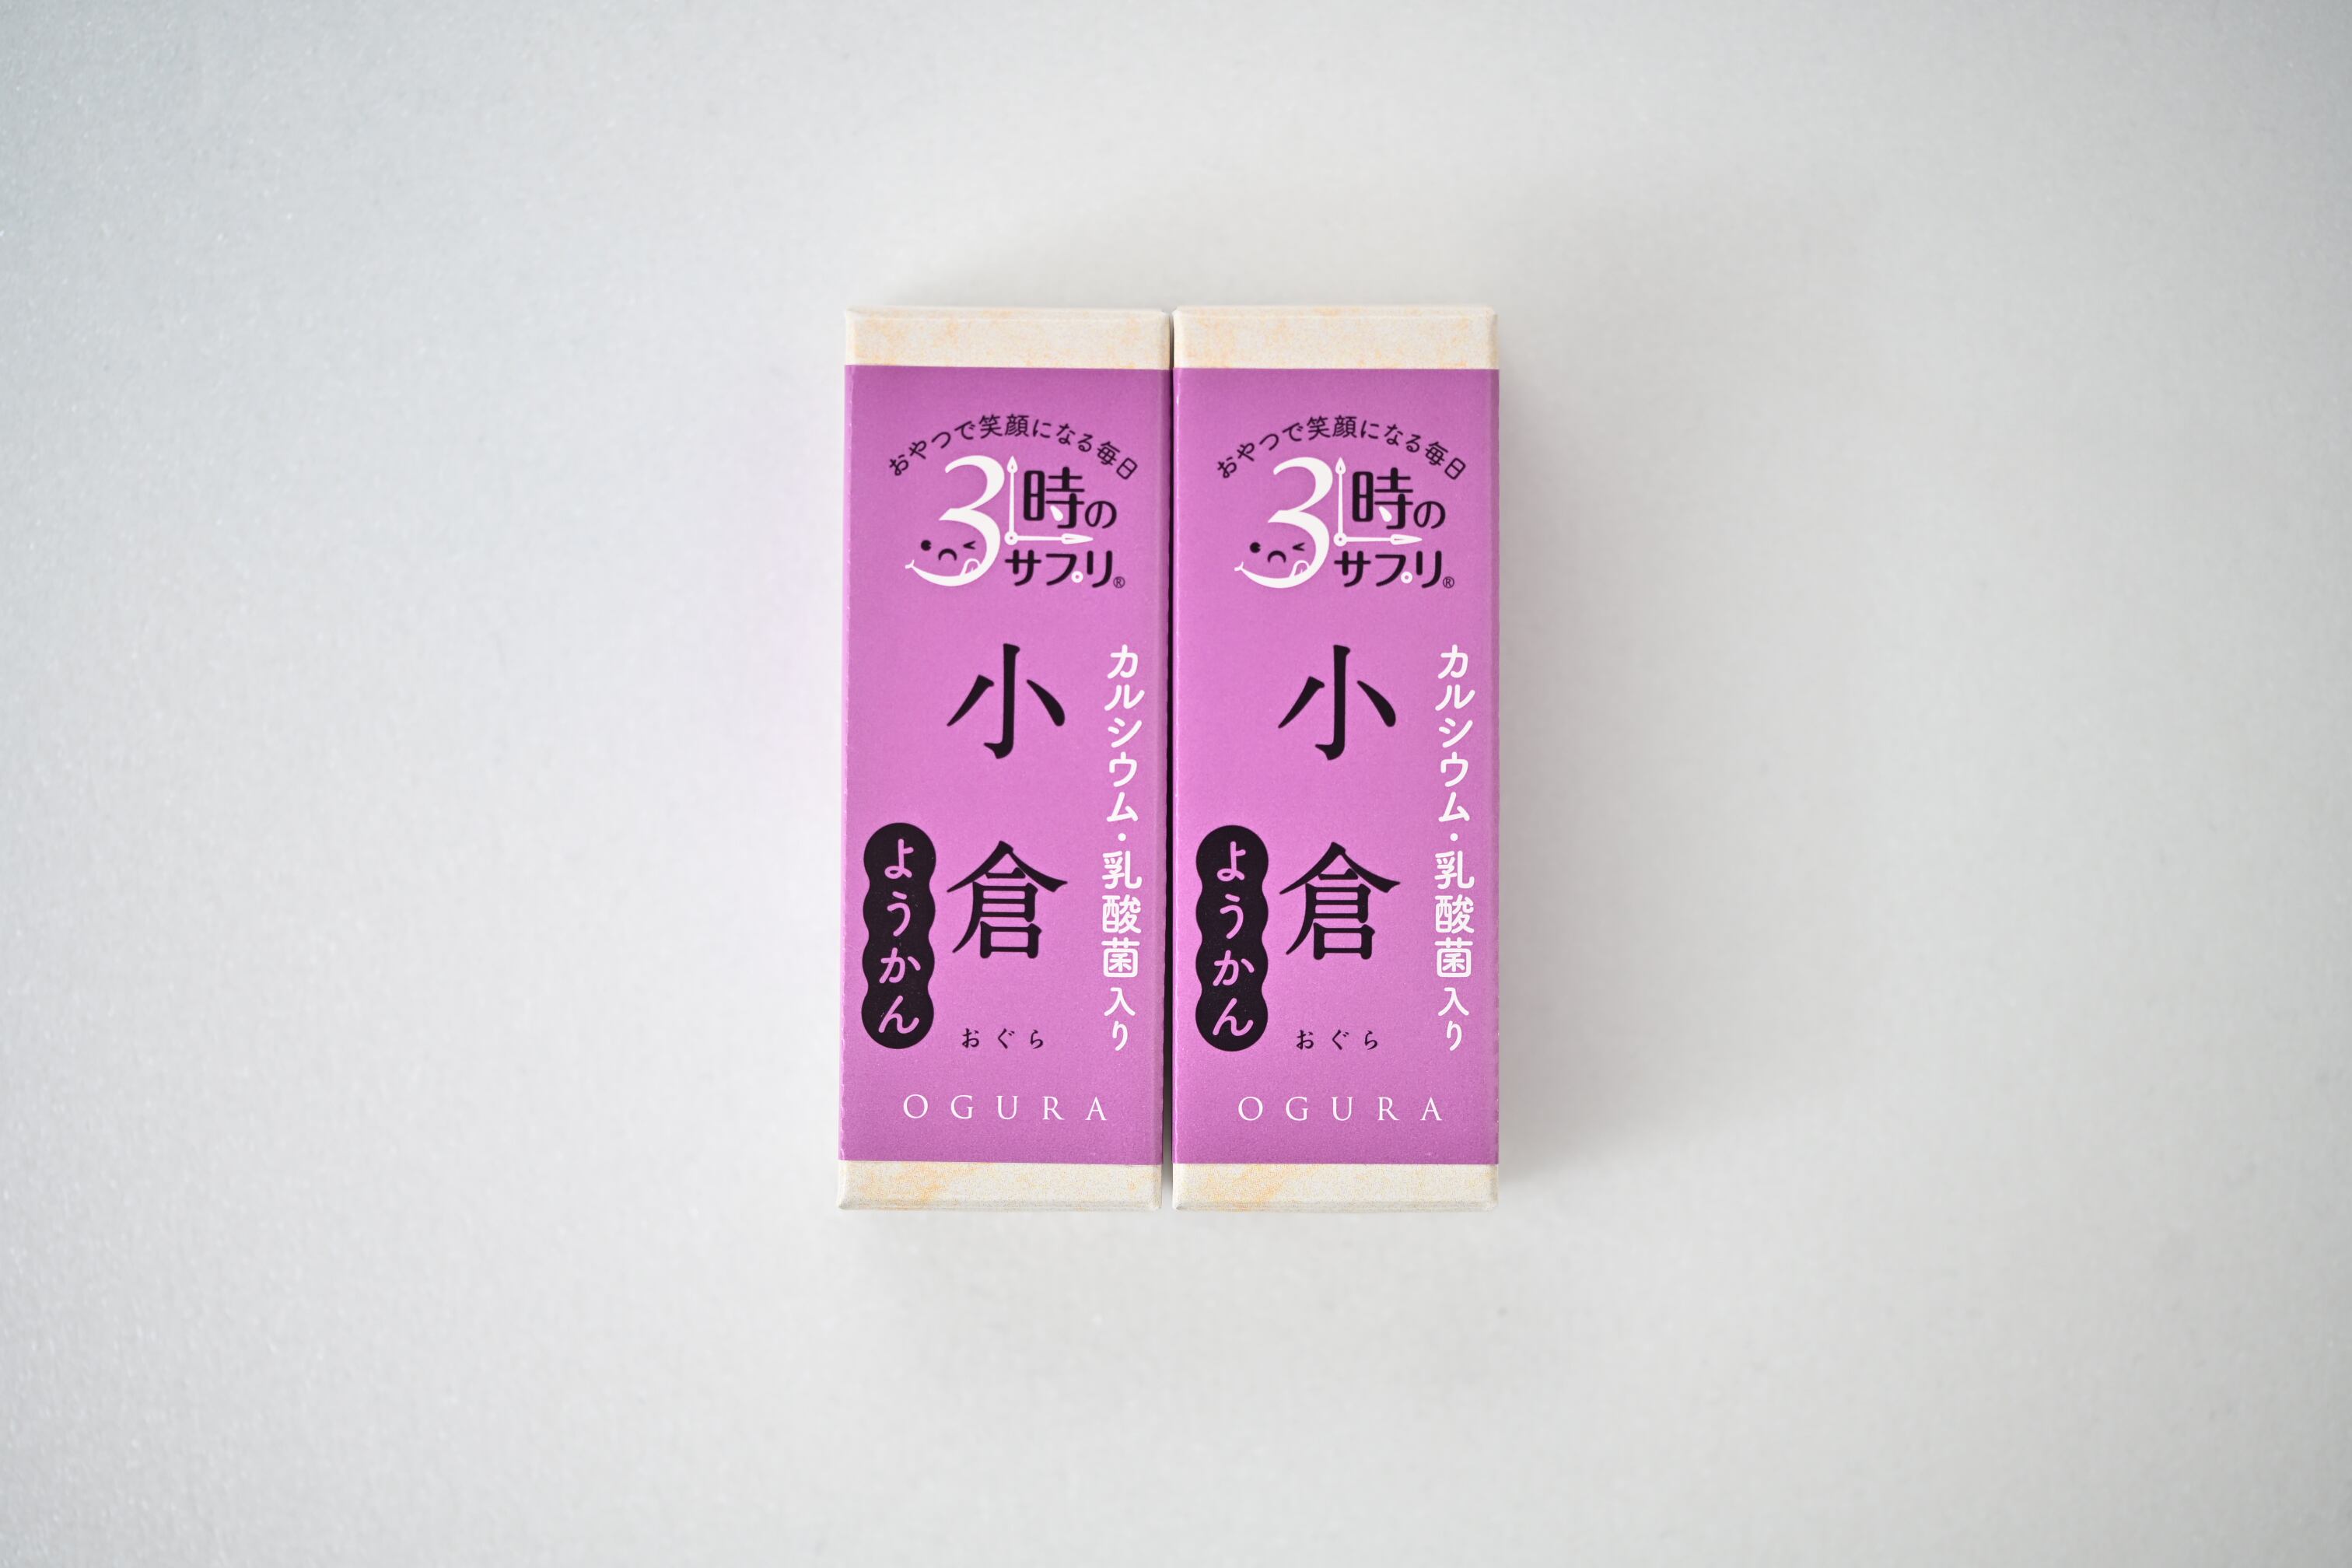 おやつで笑顔になる毎日
3時の
サプリ®
カルシウム・乳酸菌入り
小倉
おぐら
ようかん
OGURA
おやつで笑顔になる毎日
3時の
サプリ®
カルシウム・乳酸菌入り
小倉
おぐら
ようかん
OGURA